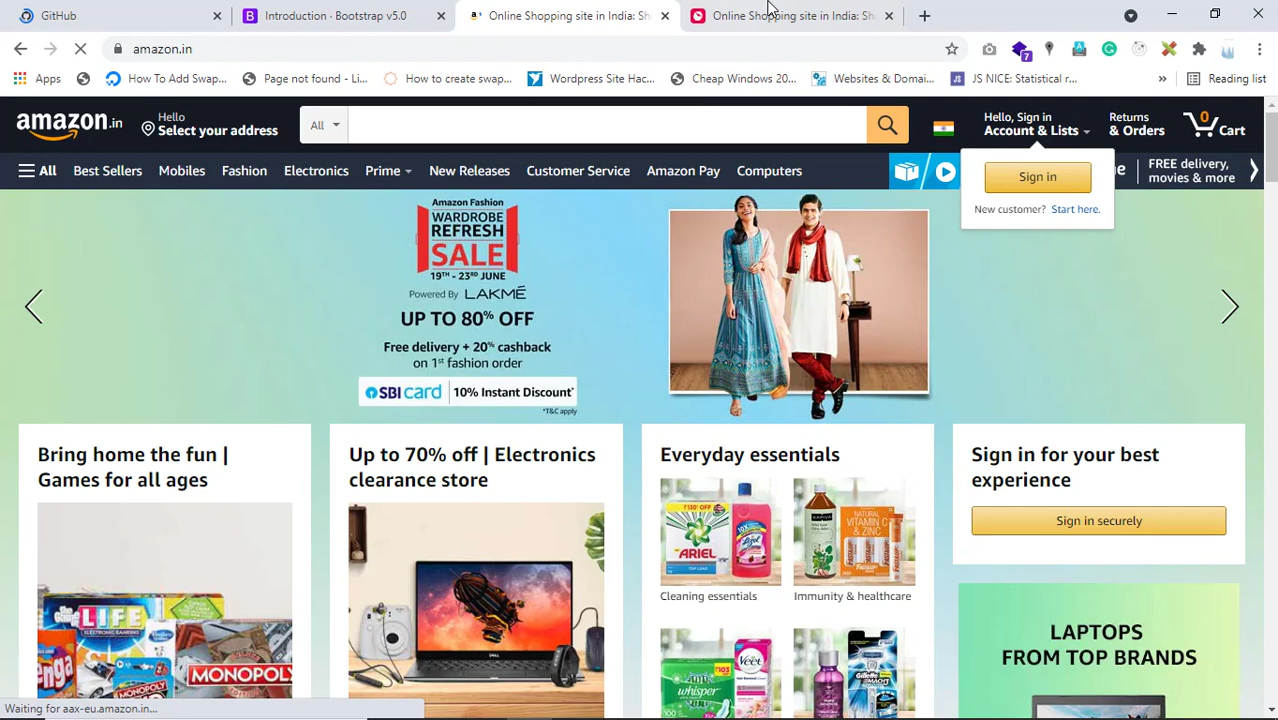 GitHub
Introduction · Bootstrap v5.0
Online Shopping site in India: Sh
Online Shopping site in India: Sh
amazon.in
7
Apps
How To Add Swap...
Page not found - Li...
How to create swap...
Wordpress Site Hac...
Cheap Windows 20...
Websites & Domai...
JS NICE: Statistical r...
»
Reading list
amazon.in
Hello
Select your address
All
Hello, Sign in
Account & Lists
Returns
& Orders
0
Cart
All
Best Sellers
Mobiles
Fashion
Electronics
Prime
New Releases
Customer Service
Amazon Pay
Computers
FREE delivery,
movies & more
Sign in
New customer? Start here.
Amazon Fashion
WARDROBE
REFRESH
SALE
19TH - 23RD JUNE
Powered By LAKMÉ
UP TO 80% OFF
Free delivery + 20% cashback
on 1st fashion order
SBI card
10% Instant Discount*
*T&C apply
Bring home the fun |
Games for all ages
Up to 70% off | Electronics
clearance store
Everyday essentials
Sign in for your best
experience
Sign in securely
ARIEL
Lizol
NATURAL
VITAMIN C
& ZINC
Cleaning essentials
Immunity & healthcare
THE GAME OF
LIFE
MONOPOLY
DELL
whisper
Veet
Gillette
MACH
LAPTOPS
FROM TOP BRANDS
Waiting for aax-eu.amazon.in...